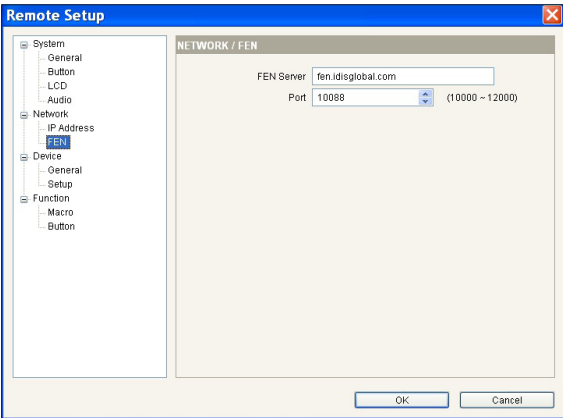 Remote Setup
System
General
Button
LCD
Audio
Network
IP Address
FEN
Device
General
Setup
Function
Macro
Button
NETWORK / FEN
FEN Server fen.idisglobal.com
Port 10088 (10000 ~ 12000)
OK Cancel